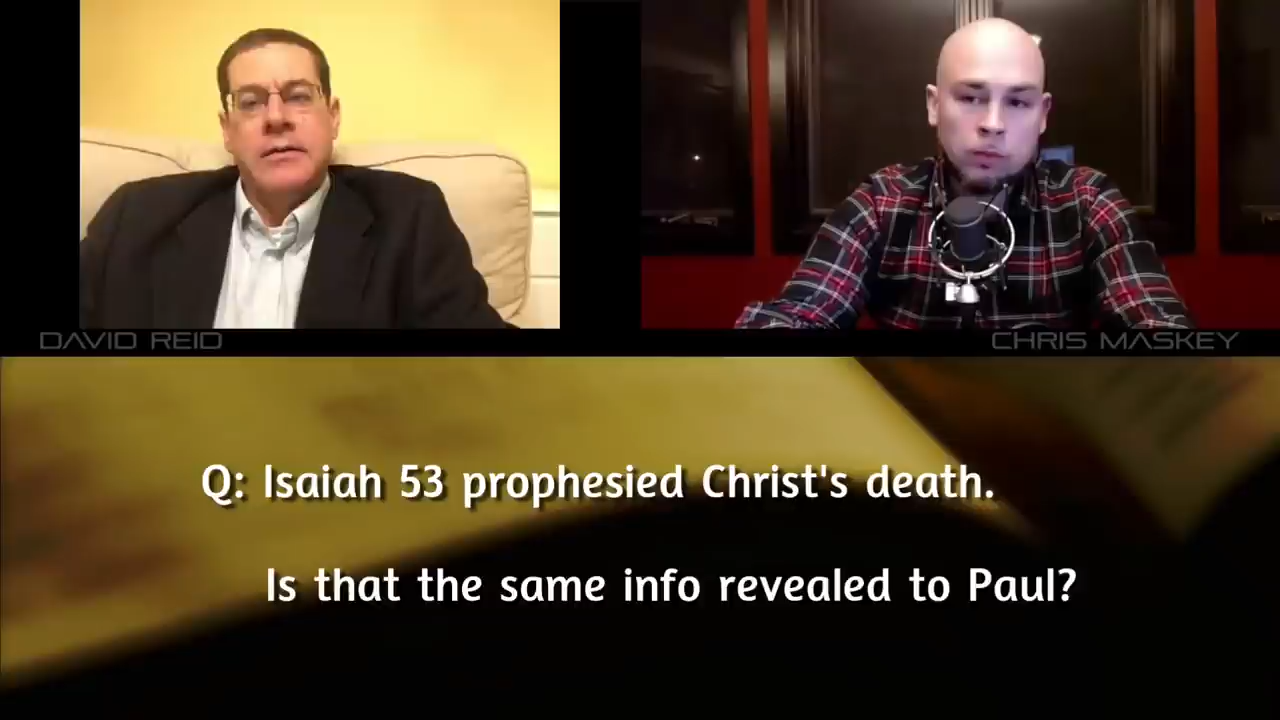 DAVID REID
CHRIS MASKEY
Q: Isaiah 53 prophesied Christ's death.
Is that the same info revealed to Paul?